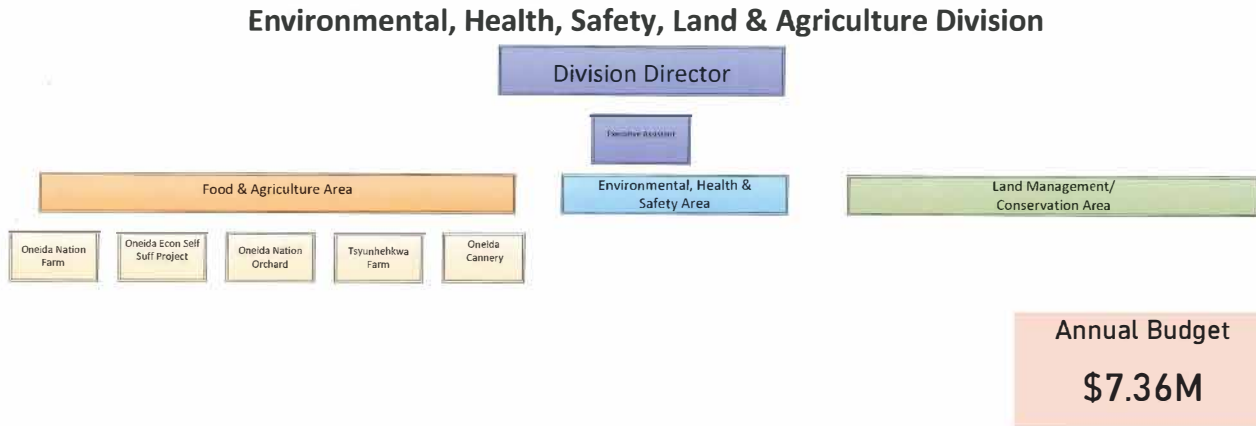 Environmental, Health, Safety, Land & Agriculture Division
Division Director
Executive Assistant
Food & Agriculture Area
Environmental, Health &
Safety Area
Land Management/
Conservation Area
Oneida Nation
Farm
Oneida Econ Self
Suff Project
Oneida Nation
Orchard
Tsyunhehkwa
Farm
Oneida
Cannery
Annual Budget
$7.36M